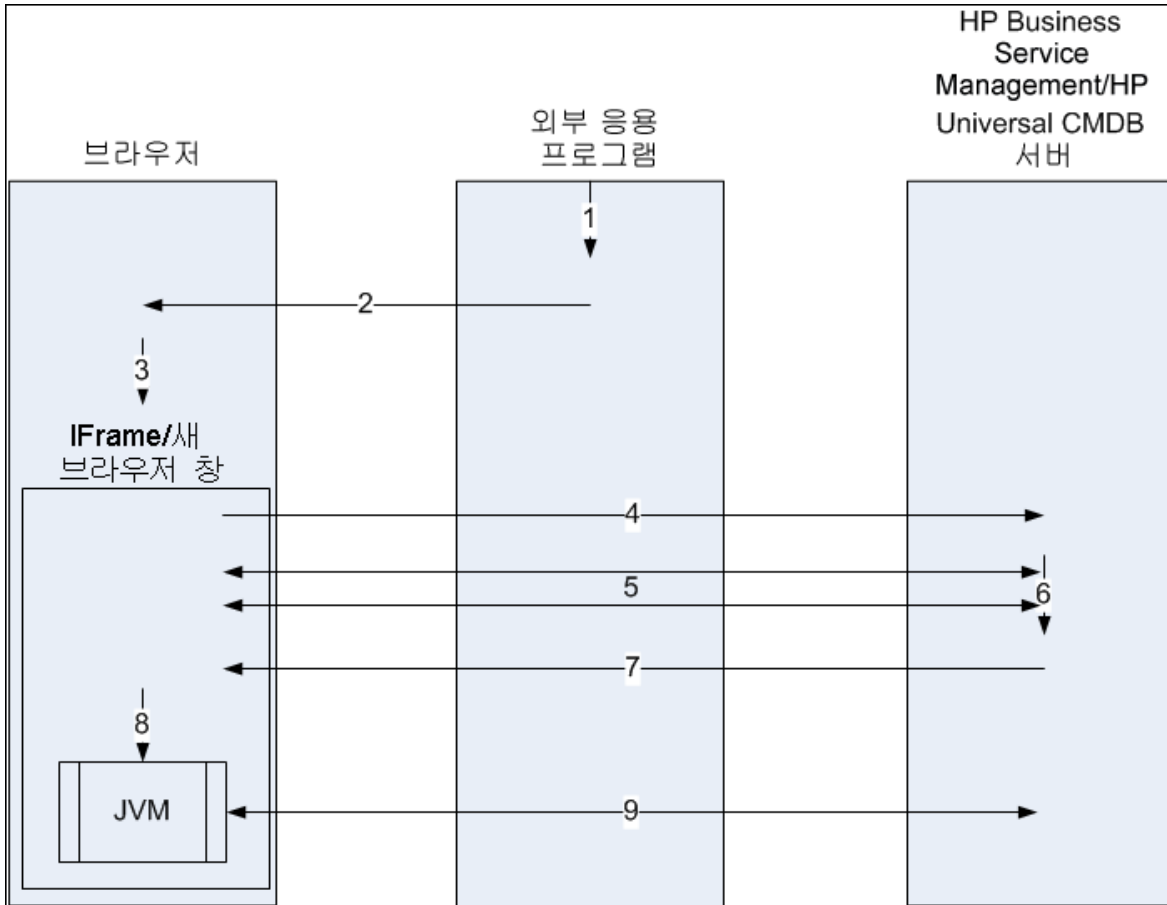 HP Business
Service
Management/HP
Universal CMDB
서버
외부 응용
프로그램
브라우저
1
2
3
IFrame/새
브라우저 창
4
5
6
7
8
JVM
9